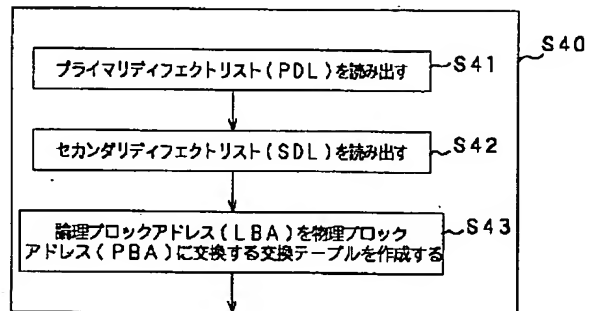 S40
プライマリディフェクトリスト(PDL)を読み出す
S41
セカンダリディフェクトリスト(SDL)を読出す
S42
論理ブロックアドレス(LBA)を物理ブロック
アドレス(PBA)に交換する交換テーブルを作成する
S43